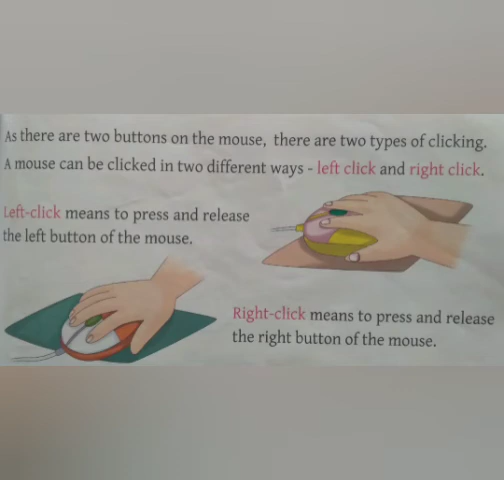 As there are two buttons on the mouse, there are two types of clicking.
A mouse can be clicked in two different ways - left click and right click.
Left-click means to press and release
the left button of the mouse.
Right-click means to press and release
the right button of the mouse.